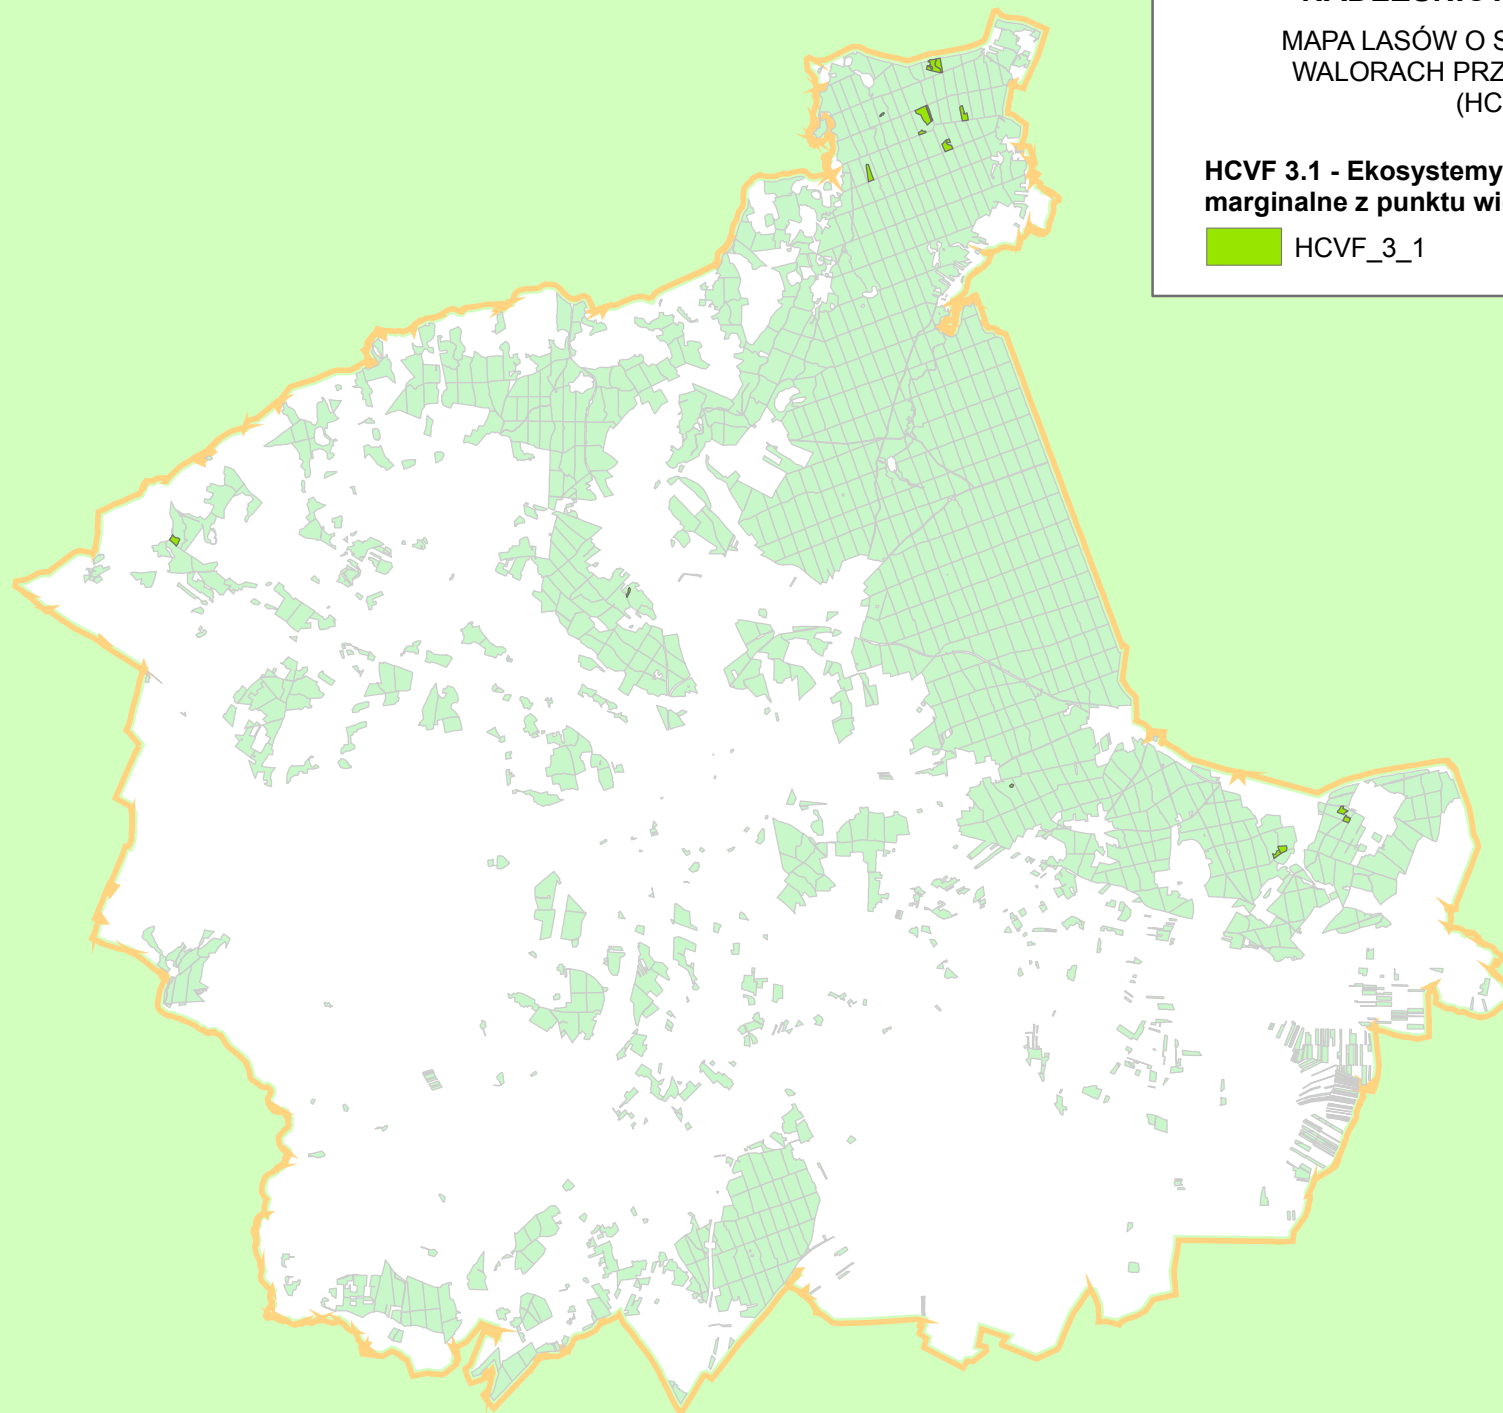 MAPA LASÓW O S
WALORACH PRZ
(HC
HCVF 3.1 - Ekosystemy
marginalne z punktu wi
HCVF_3_1